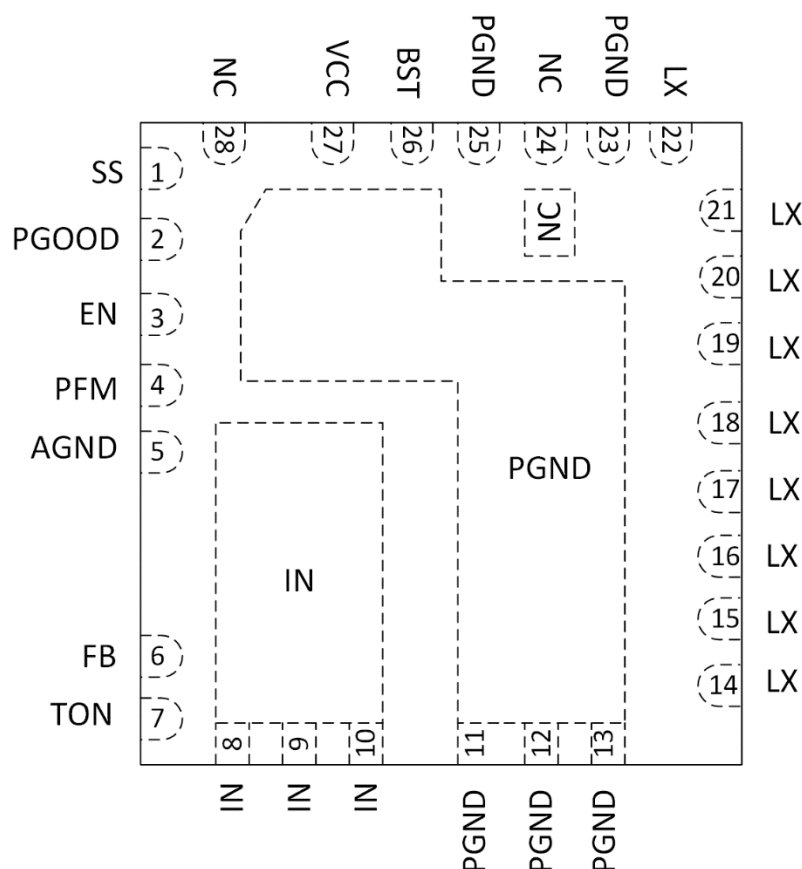 NC
VCC
BST
PGND
NC
PGND
LX
28
27
26
25
24
23
22
SS 1
PGOOD 2
EN 3
PFM 4
AGND 5
FB 6
TON 7
NC
21 LX
20 LX
19 LX
18 LX
17 LX
16 LX
15 LX
14 LX
PGND
IN
8
9
10
11
12
13
IN
IN
IN
PGND
PGND
PGND